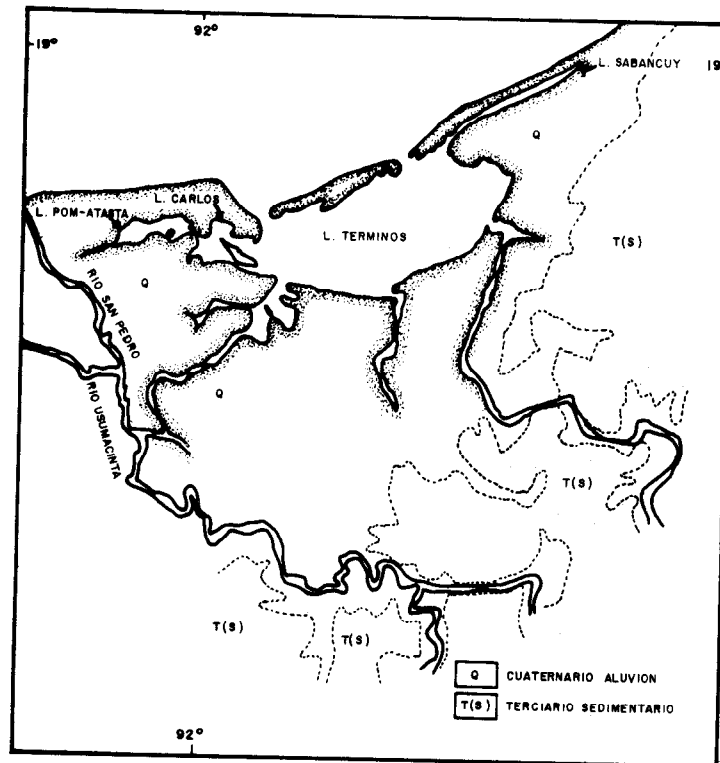 92°
19°
19
L. SABANCUY
Q
L. CARLOS
L. POM-ATASTA
L. TERMINOS
T(S)
Q
RIO SAN PEDRO
Q
RIO USUMACINTA
T(S)
T(S)
T(S)
Q CUATERNARIO ALUVION
T(S) TERCIARIO SEDIMENTARIO
92°